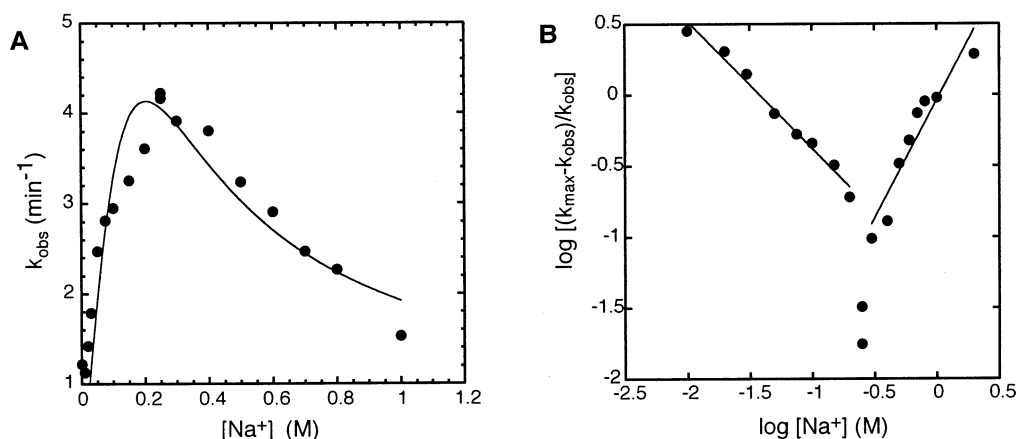 A
5
4
3
2
1
k_obs (min⁻¹)
0 0.2 0.4 0.6 0.8 1 1.2
[Na⁺] (M)
B
0.5
0
-0.5
-1
-1.5
-2
log [(k_max-k_obs)/k_obs]
-2.5 -2 -1.5 -1 -0.5 0 0.5
log [Na⁺] (M)